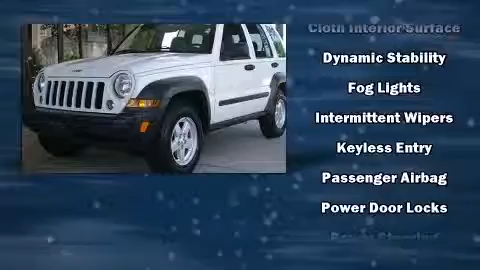 Cloth Interior Surface
Dynamic Stability
Fog Lights
Intermittent Wipers
Keyless Entry
Passenger Airbag
Power Door Locks